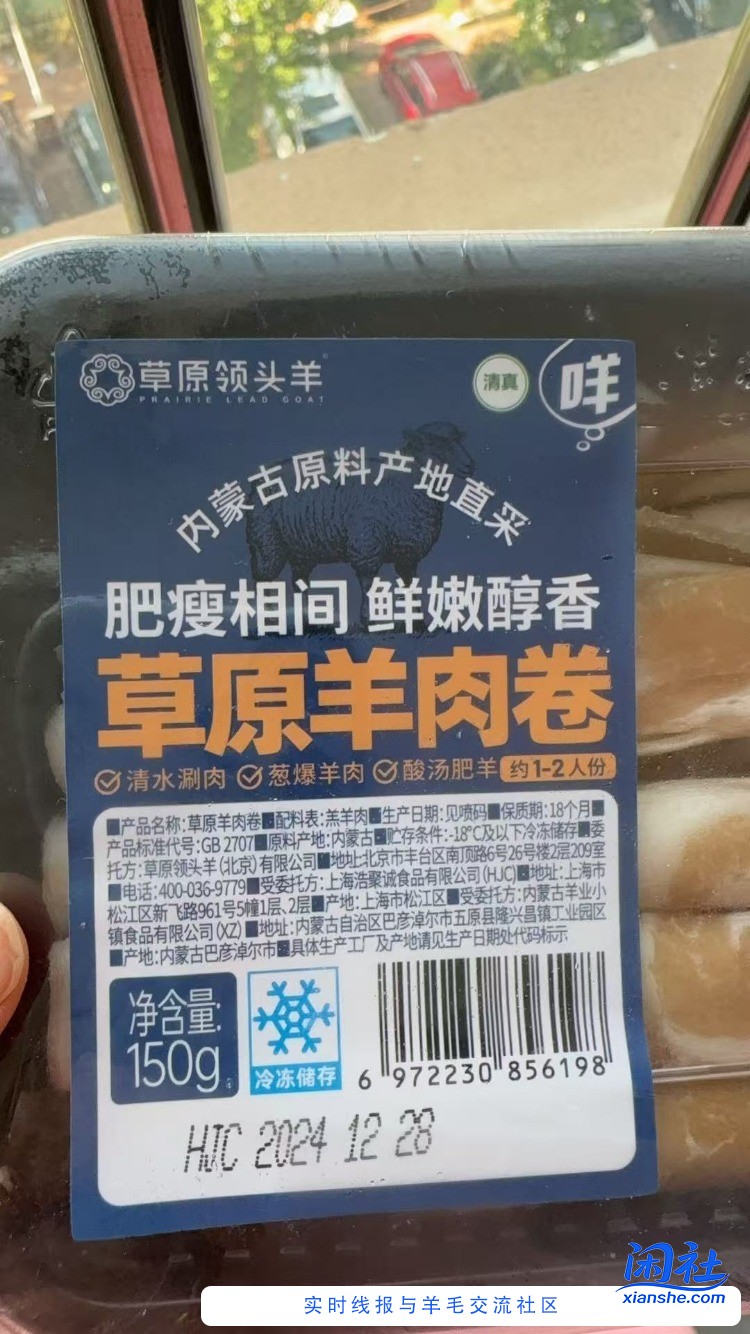 草原领头羊
PRAIRIE LEAD GOAT
清真
咩
内蒙古原料产地直采
肥瘦相间 鲜嫩醇香
草原羊肉卷
清水涮肉 葱爆羊肉 酸汤肥羊 约1-2人份
■产品名称:草原羊肉卷■配料表:羔羊肉■生产日期:见喷码■保质期:18个月■
产品标准代号:GB 2707■原料产地:内蒙古■贮存条件:-18°C及以下冷冻储存■委
托方:草原领头羊(北京)有限公司■地址:北京市丰台区南顶路6号26号楼2层209室
■电话:400-036-9779■受委托方:上海浩聚诚食品有限公司(HJC)■地址:上海市
松江区新飞路961号5幢1层、2层■产地:上海市松江区■受委托方:内蒙古羊业小
镇食品有限公司(XZ)■地址:内蒙古自治区巴彦淖尔市五原县隆兴昌镇工业园区
■产地:内蒙古巴彦淖尔市■具体生产工厂及产地请见生产日期处代码标示
净含量:
150g
冷冻储存
6 972230 856198
HJC 2024 12 28
闲社
xianshe.com
实时线报与羊毛交流社区